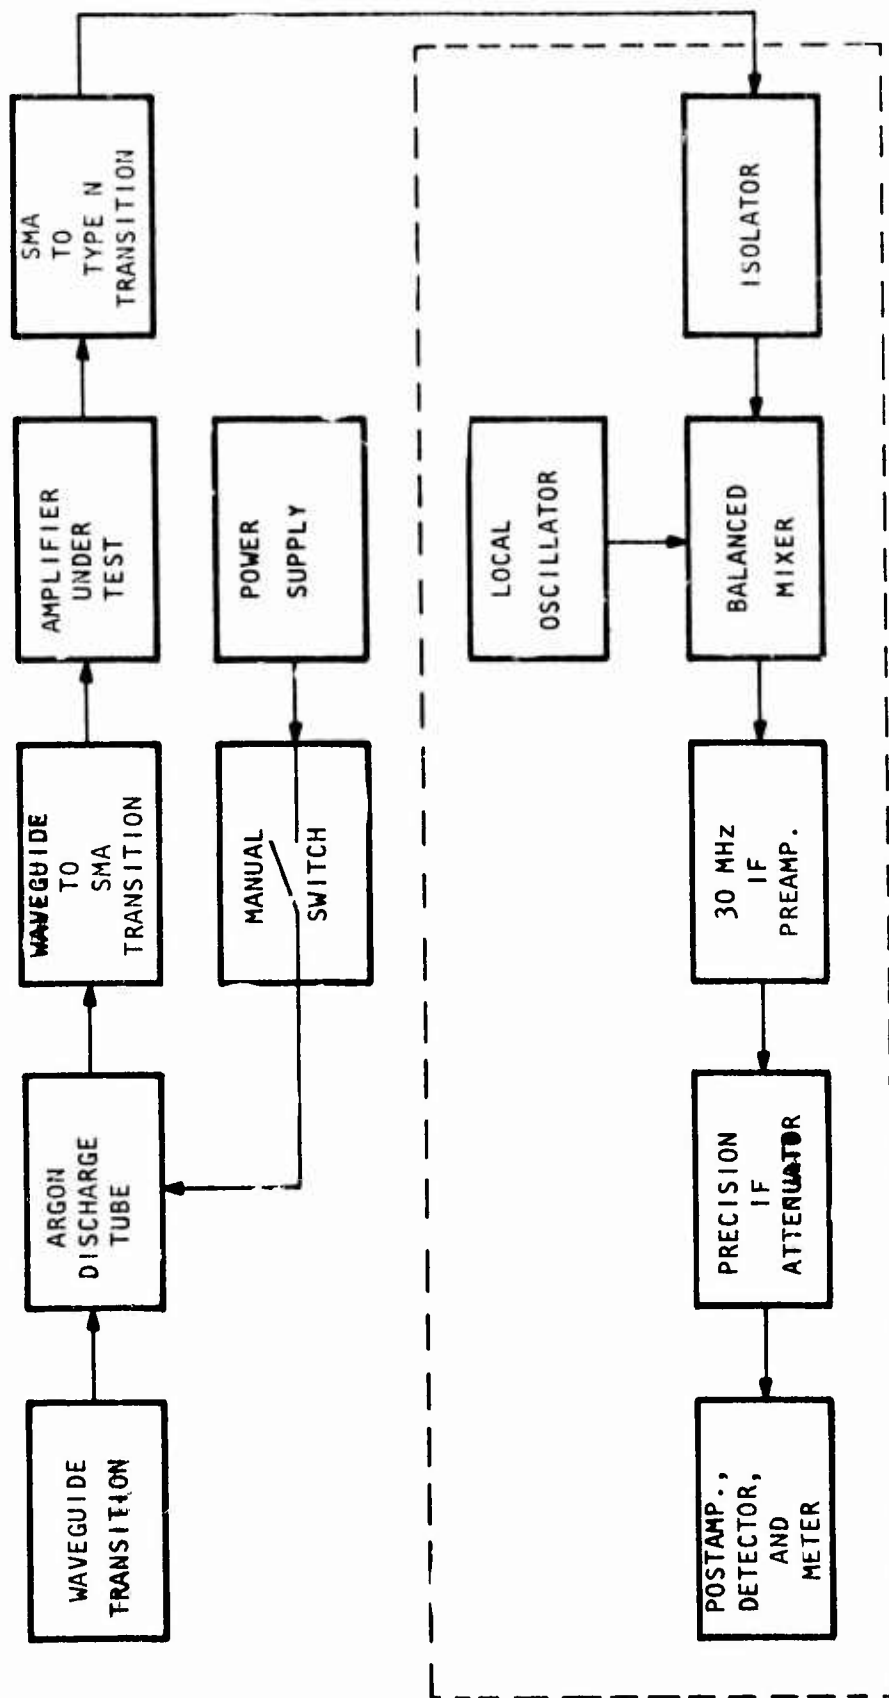 WAVEGUIDE
TRANSITION
ARGON
DISCHARGE
TUBE
WAVEGUIDE
TO
SMA
TRANSITION
AMPLIFIER
UNDER
TEST
SMA
TO
TYPE N
TRANSITION
MANUAL
SWITCH
POWER
SUPPLY
LOCAL
OSCILLATOR
POSTAMP.,
DETECTOR,
AND
METER
PRECISION
IF
ATTENUATOR
30 MHz
IF
PREAMP.
BALANCED
MIXER
ISOLATOR